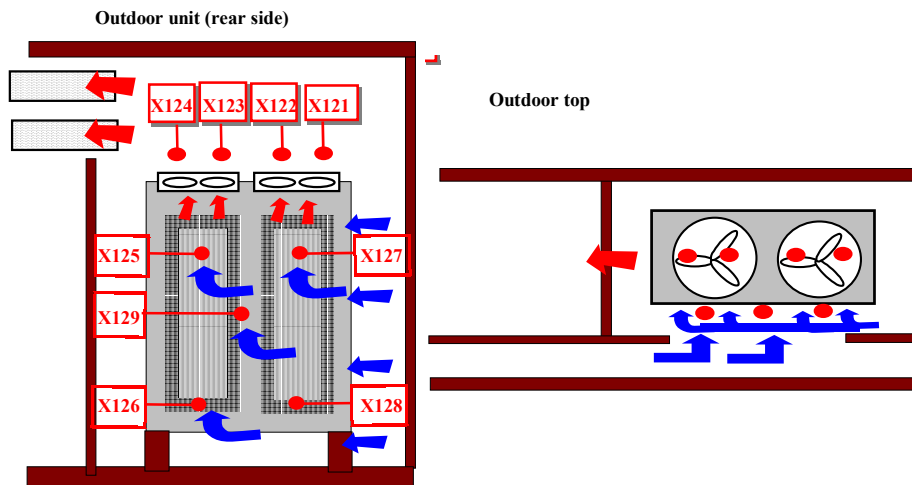 Outdoor unit (rear side)
X124 X123 X122 X121
Outdoor top
X125 X127
X129
X126 X128